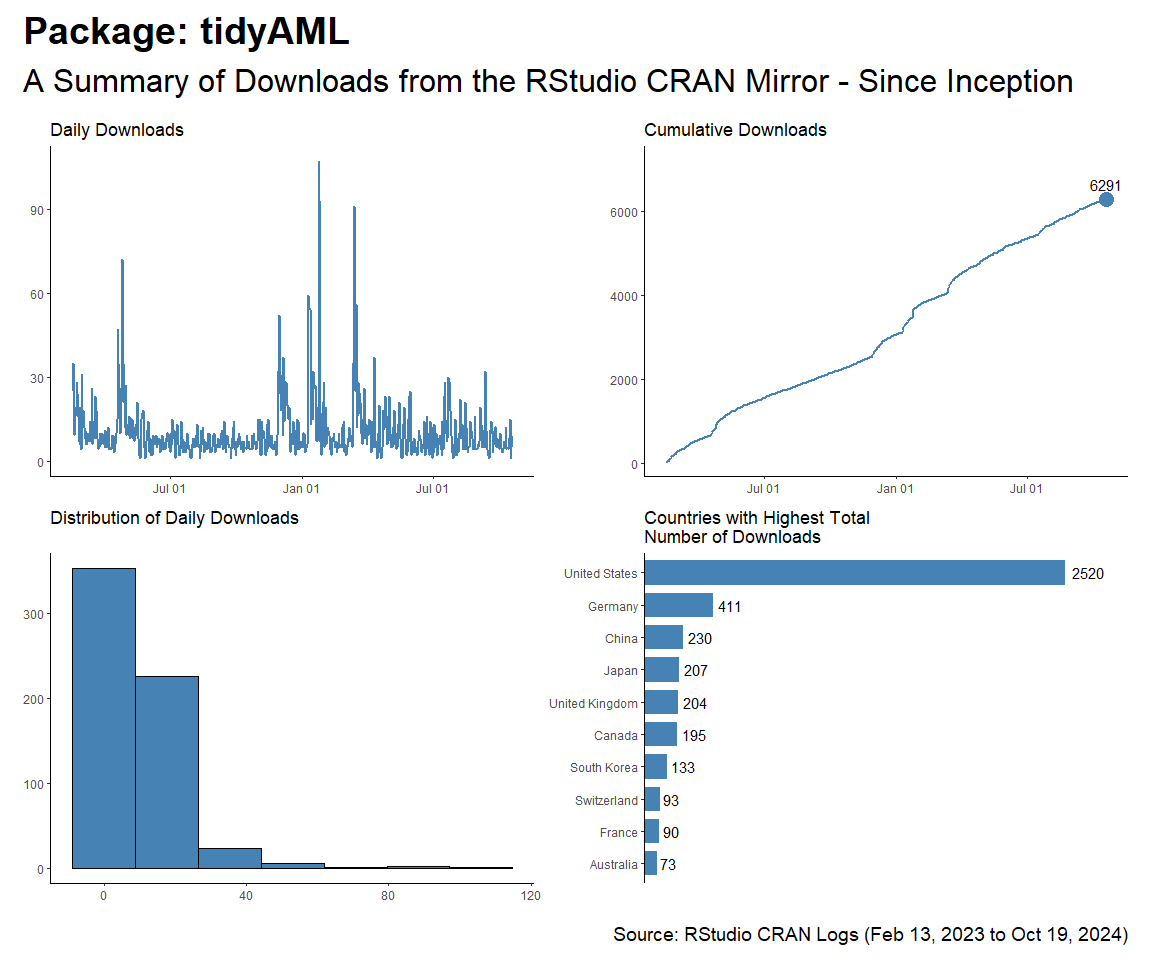 Package: tidyAML
A Summary of Downloads from the RStudio CRAN Mirror - Since Inception
Daily Downloads
90
60
30
0
Jul 01 Jan 01 Jul 01
Cumulative Downloads
6291
6000
4000
2000
0
Jul 01 Jan 01 Jul 01
Distribution of Daily Downloads
300
200
100
0
0 40 80 120
Countries with Highest Total
Number of Downloads
United States 2520
Germany 411
China 230
Japan 207
United Kingdom 204
Canada 195
South Korea 133
Switzerland 93
France 90
Australia 73
Source: RStudio CRAN Logs (Feb 13, 2023 to Oct 19, 2024)